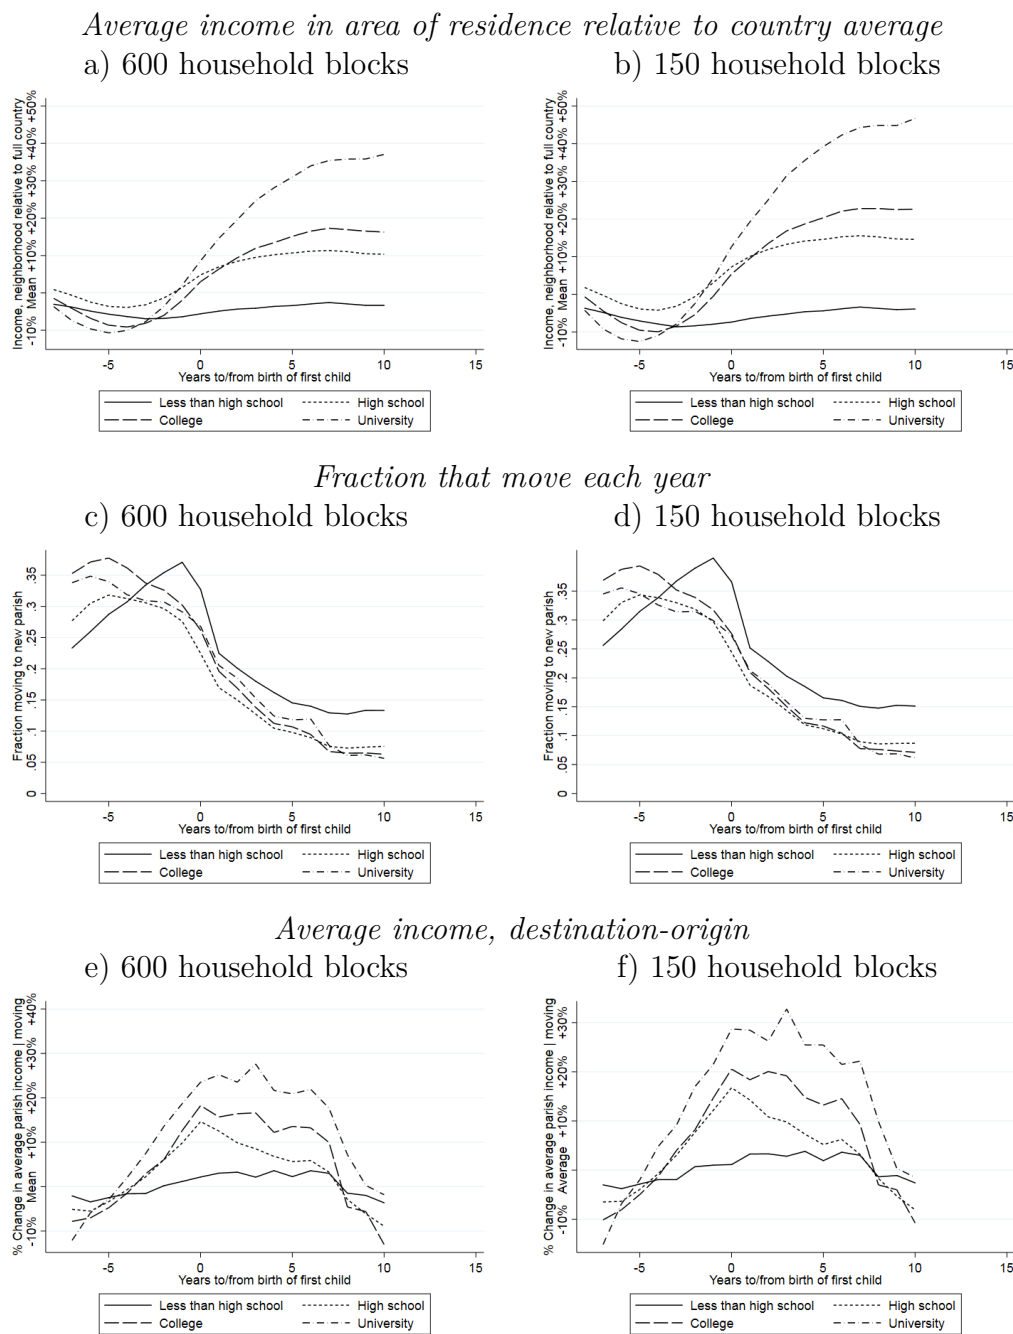 Average income in area of residence relative to country average
a) 600 household blocks
b) 150 household blocks
Income, neighborhood relative to full country
-10% Mean +10% +20% +30% +40% +50%
-5 0 5 10 15
Years to/from birth of first child
Less than high school High school
College University
Income, neighborhood relative to full country
-10% Mean +10% +20% +30% +40% +50%
-5 0 5 10 15
Years to/from birth of first child
Less than high school High school
College University
Fraction that move each year
c) 600 household blocks
d) 150 household blocks
Fraction moving to new parish
0 .05 .1 .15 .2 .25 .3 .35
-5 0 5 10 15
Years to/from birth of first child
Less than high school High school
College University
Fraction moving to new parish
0 .05 .1 .15 .2 .25 .3 .35
-5 0 5 10 15
Years to/from birth of first child
Less than high school High school
College University
Average income, destination-origin
e) 600 household blocks
f) 150 household blocks
% Change in average parish income | moving
-10% Mean +10% +20% +30% +40%
-5 0 5 10 15
Years to/from birth of first child
Less than high school High school
College University
% Change in average parish income | moving
-10% Average +10% +20% +30%
-5 0 5 10 15
Years to/from birth of first child
Less than high school High school
College University